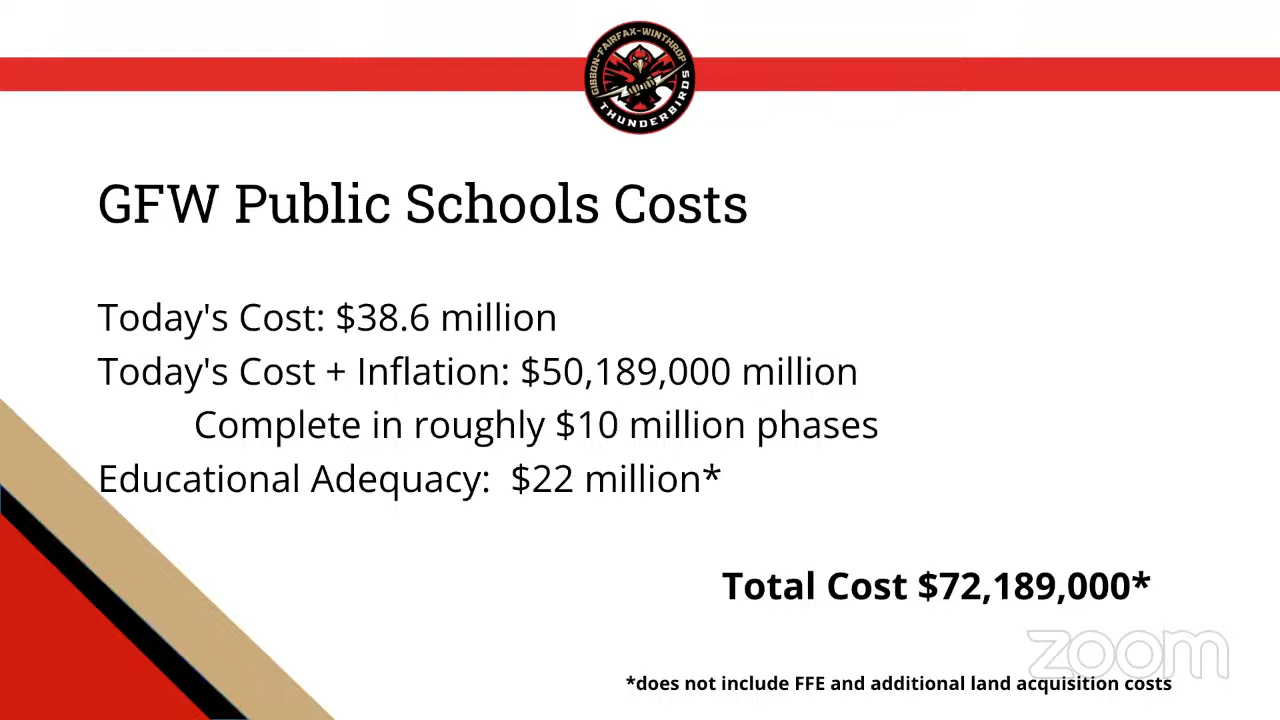 GIBBON-FAIRFAX-WINTHROP
THUNDERBIRDS
GFW Public Schools Costs
Today's Cost: $38.6 million
Today's Cost + Inflation: $50,189,000 million
Complete in roughly $10 million phases
Educational Adequacy:  $22 million*
Total Cost $72,189,000*
zoom
*does not include FFE and additional land acquisition costs